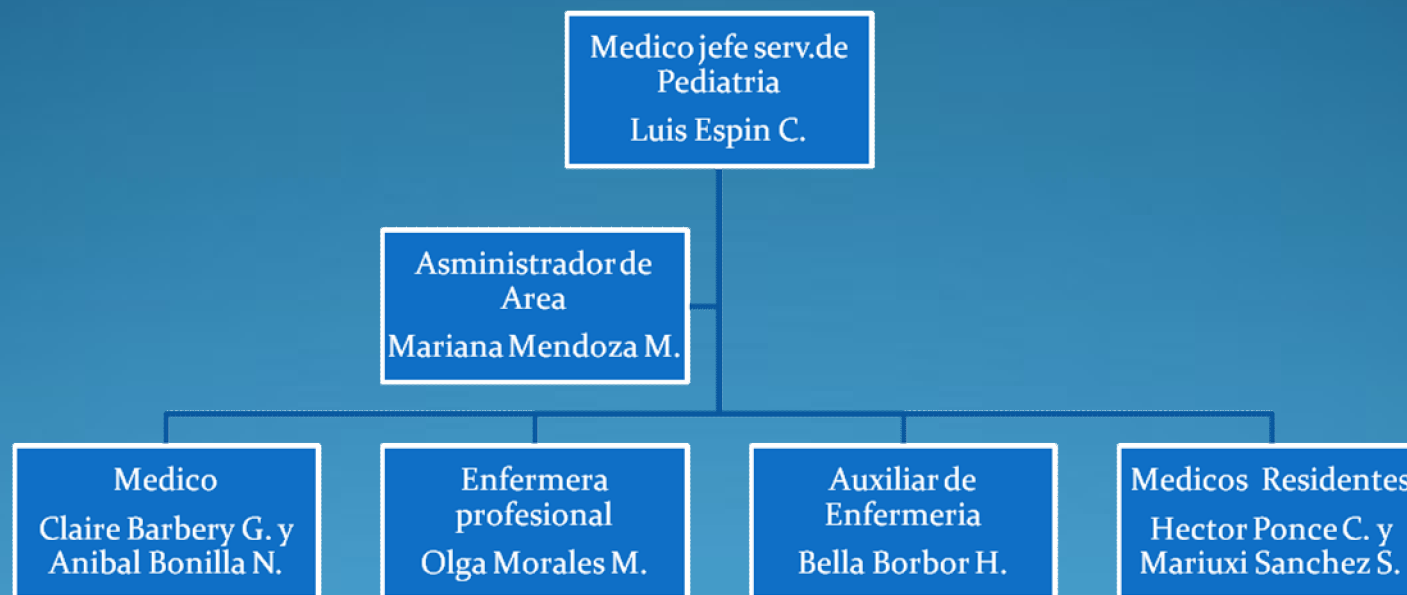 Medico jefe serv.de
Pediatria
Luis Espin C.
Asministrador de
Area
Mariana Mendoza M.
Medico
Claire Barbery G. y
Anibal Bonilla N.
Enfermera
profesional
Olga Morales M.
Auxiliar de
Enfermeria
Bella Borbor H.
Medicos Residentes
Hector Ponce C. y
Mariuxi Sanchez S.